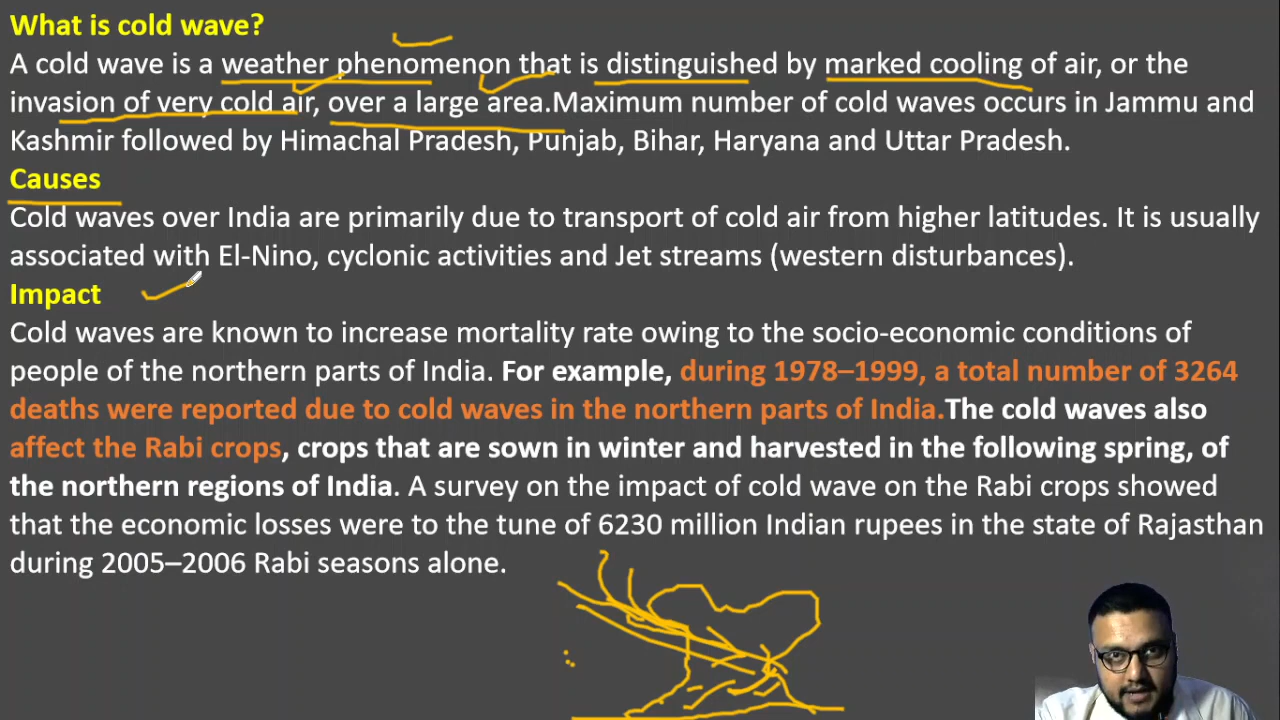 What is cold wave?
A cold wave is a weather phenomenon that is distinguished by marked cooling of air, or the
invasion of very cold air, over a large area.Maximum number of cold waves occurs in Jammu and
Kashmir followed by Himachal Pradesh, Punjab, Bihar, Haryana and Uttar Pradesh.
Causes
Cold waves over India are primarily due to transport of cold air from higher latitudes. It is usually
associated with El-Nino, cyclonic activities and Jet streams (western disturbances).
Impact
Cold waves are known to increase mortality rate owing to the socio-economic conditions of
people of the northern parts of India. For example, during 1978–1999, a total number of 3264
deaths were reported due to cold waves in the northern parts of India.The cold waves also
affect the Rabi crops, crops that are sown in winter and harvested in the following spring, of
the northern regions of India. A survey on the impact of cold wave on the Rabi crops showed
that the economic losses were to the tune of 6230 million Indian rupees in the state of Rajasthan
during 2005–2006 Rabi seasons alone.